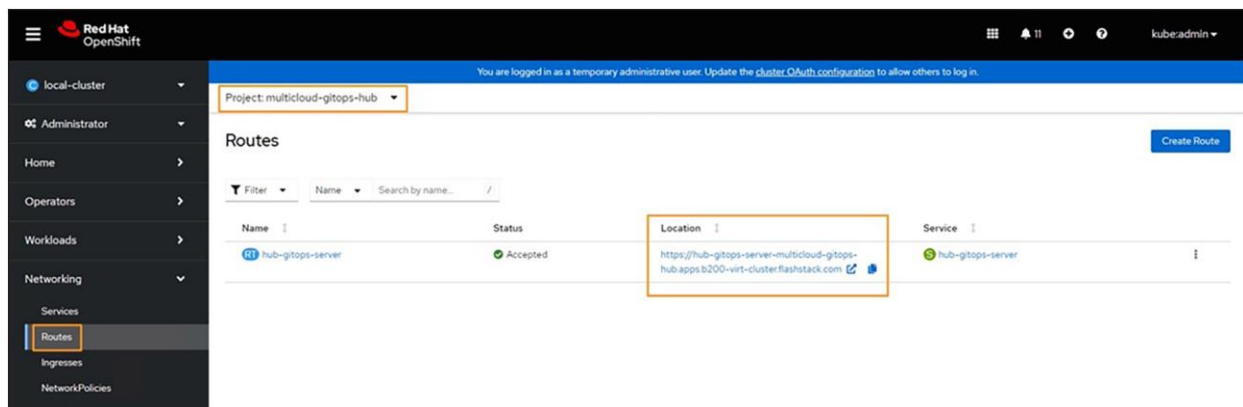 Red Hat
OpenShift
11
kube:admin
local-cluster
You are logged in as a temporary administrative user. Update the cluster OAuth configuration to allow others to log in.
Project: multicloud-gitops-hub
Administrator
Routes
Create Route
Home
Filter
Name
Search by name...
/
Operators
Name
Status
Location
Service
Workloads
RT hub-gitops-server
Accepted
https://hub-gitops-server-multicloud-gitops-
hub.apps.b200-virt-cluster.flashstack.com
S hub-gitops-server
Networking
Services
Routes
Ingresses
NetworkPolicies